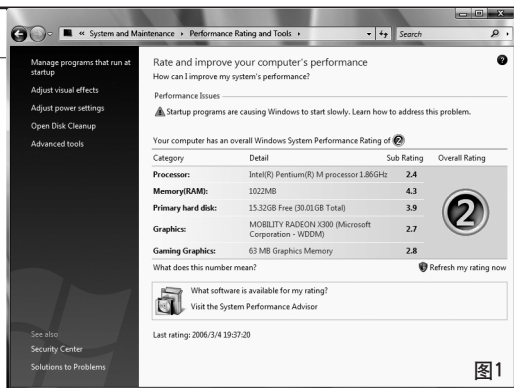 « System and Maintenance ▸ Performance Rating and Tools ▸ Search
Manage programs that run at
startup
Adjust visual effects
Adjust power settings
Open Disk Cleanup
Advanced tools
See also
Security Center
Solutions to Problems
Rate and improve your computer's performance
How can I improve my system's performance?
Performance Issues
Startup programs are causing Windows to start slowly. Learn how to address this problem.
Your computer has an overall Windows System Performance Rating of 2
Category Detail Sub Rating Overall Rating
Processor: Intel(R) Pentium(R) M processor 1.86GHz 2.4
Memory(RAM): 1022MB 4.3
Primary hard disk: 15.32GB Free (30.01GB Total) 3.9
Graphics: MOBILITY RADEON X300 (Microsoft
Corporation - WDDM) 2.7
Gaming Graphics: 63 MB Graphics Memory 2.8
2
What does this number mean? Refresh my rating now
What software is available for my rating?
Visit the System Performance Advisor
Last rating: 2006/3/4 19:37:20
图1